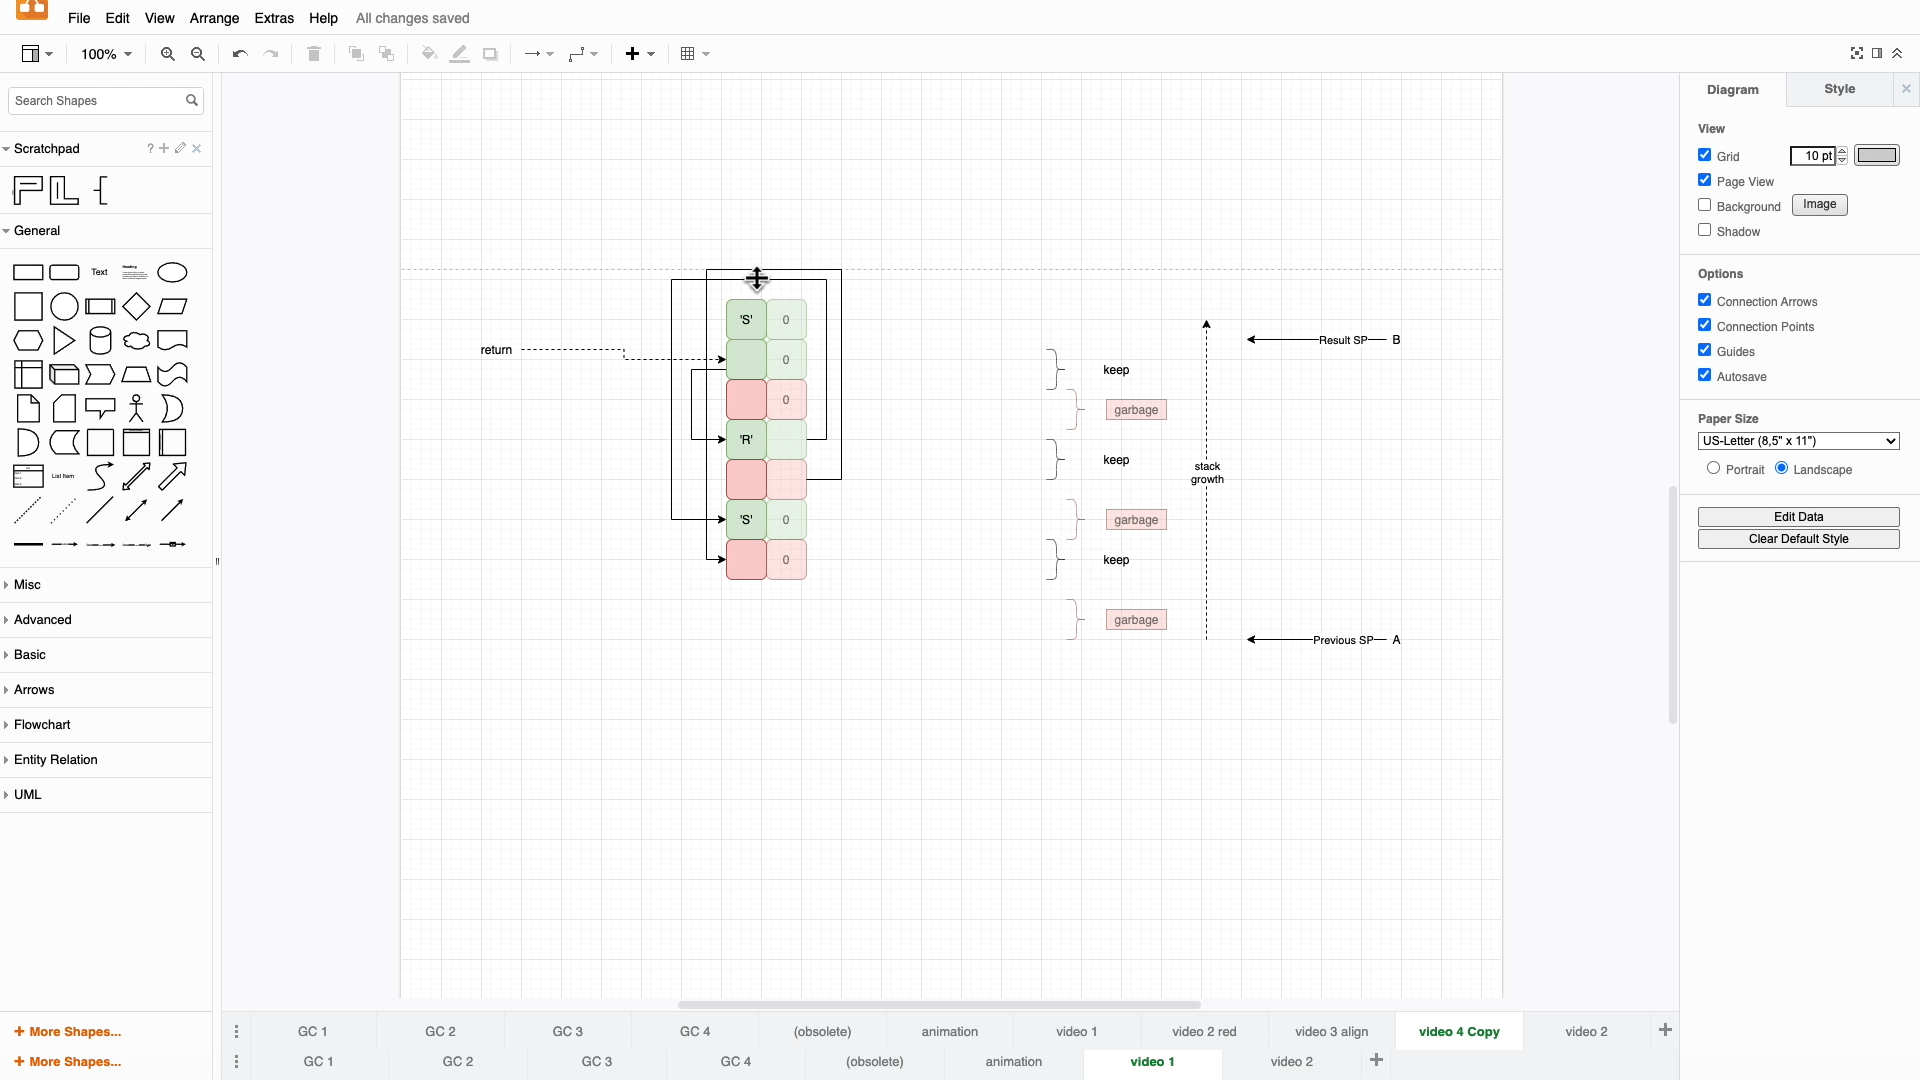 File Edit View Arrange Extras Help All changes saved
100%
Search Shapes
Scratchpad
?
General
Text
Heading
List Item
Misc
Advanced
Basic
Arrows
Flowchart
Entity Relation
UML
+ More Shapes...
+ More Shapes...
return
'S' 0
0
0
'R'
'S' 0
0
keep
garbage
keep
garbage
keep
garbage
stack
growth
Result SP B
Previous SP A
Diagram Style
View
Grid 10 pt
Page View
Background Image
Shadow
Options
Connection Arrows
Connection Points
Guides
Autosave
Paper Size
US-Letter (8,5" x 11")
Portrait Landscape
Edit Data
Clear Default Style
GC 1 GC 2 GC 3 GC 4 (obsolete) animation video 1 video 2 red video 3 align video 4 Copy video 2
GC 1 GC 2 GC 3 GC 4 (obsolete) animation video 1 video 2